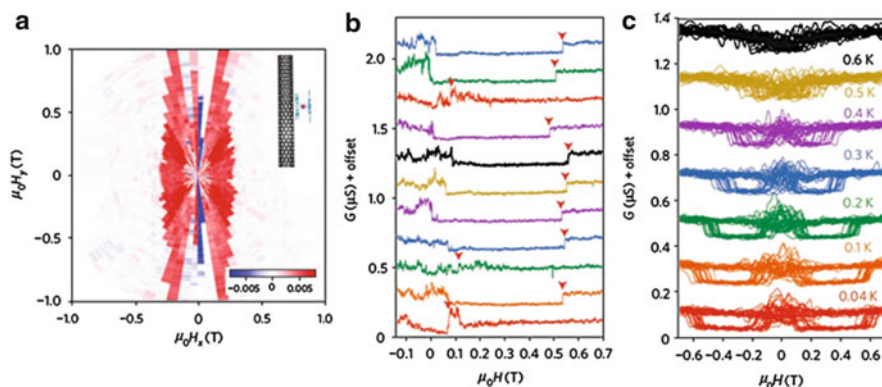 a
1.0
0.5
0
−0.5
−1.0
μ₀Hy(T)
−0.005 0 0.005
−1.0 −0.5 0 0.5 1.0
μ₀Hx(T)
b
2.0
1.5
1.0
0.5
0
G (μS) + offset
−0.1 0 0.1 0.2 0.3 0.4 0.5 0.6 0.7
μ₀H(T)
c
1.4
1.2
1.0
0.8
0.6
0.4
0.2
0
G (μS) + offset
0.6 K
0.5 K
0.4 K
0.3 K
0.2 K
0.1 K
0.04 K
−0.6 −0.4 −0.2 0 0.2 0.4 0.6
μ₀H(T)